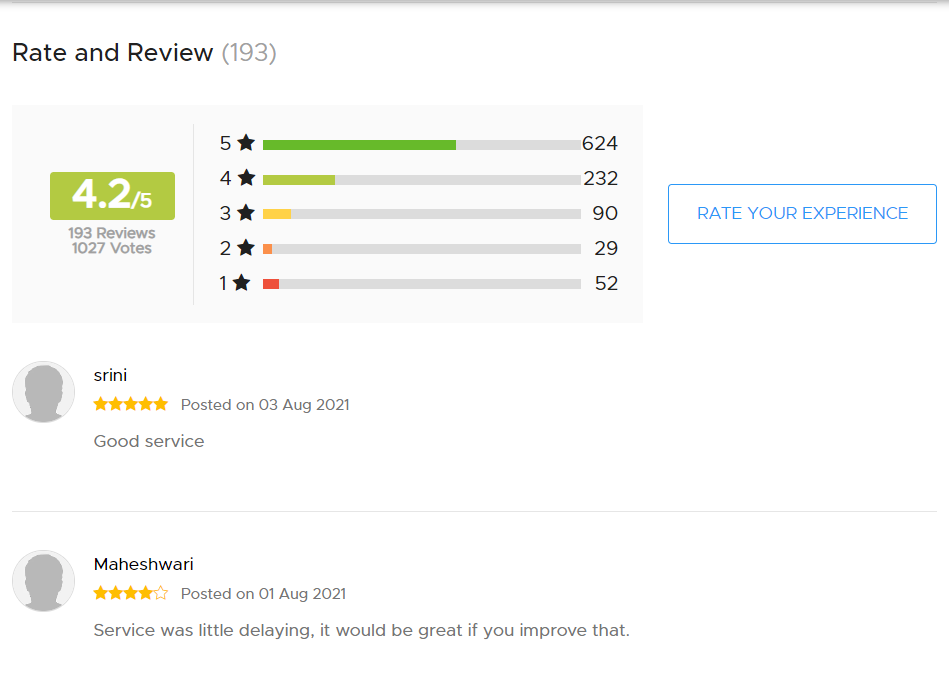 Rate and Review (193)
4.2/5
193 Reviews
1027 Votes
5 ★ 624
4 ★ 232
3 ★ 90
2 ★ 29
1 ★ 52
RATE YOUR EXPERIENCE
srini
Posted on 03 Aug 2021
Good service
Maheshwari
Posted on 01 Aug 2021
Service was little delaying, it would be great if you improve that.